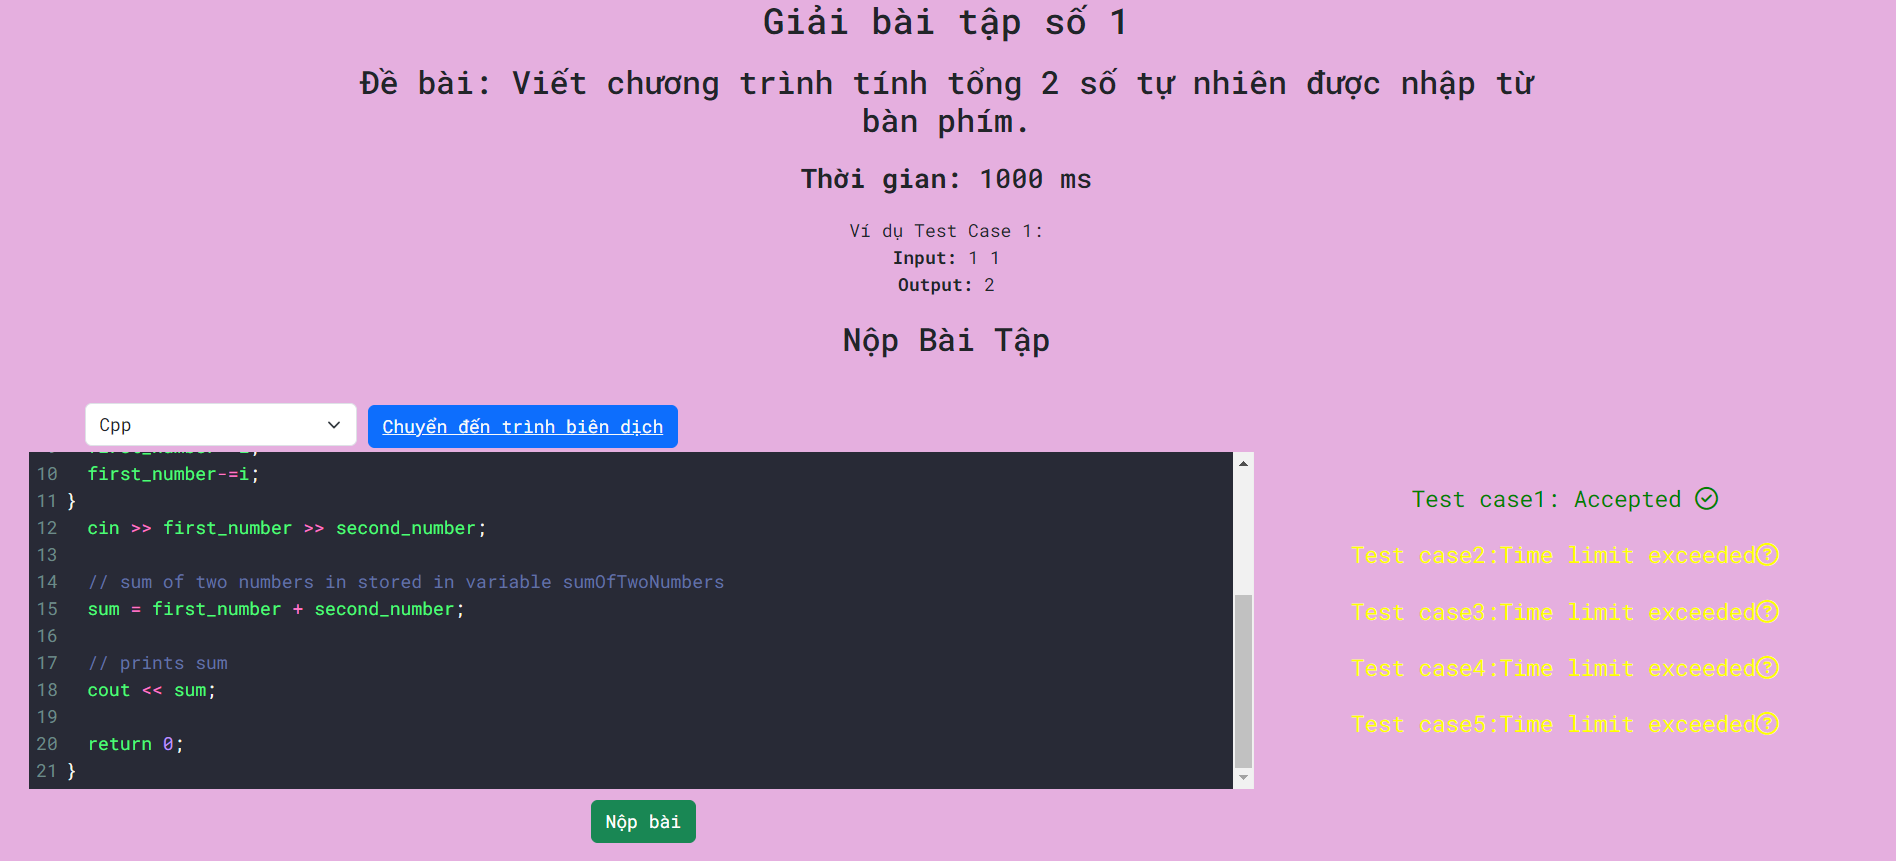 Giải bài tập số 1
Đề bài: Viết chương trình tính tổng 2 số tự nhiên được nhập từ
bàn phím.
Thời gian: 1000 ms
Ví dụ Test Case 1:
Input: 1 1
Output: 2
Nộp Bài Tập
Cpp
Chuyển đến trình biên dịch
10 first_number-=i;
11 }
12 cin >> first_number >> second_number;
13
14 // sum of two numbers in stored in variable sumOfTwoNumbers
15 sum = first_number + second_number;
16
17 // prints sum
18 cout << sum;
19
20 return 0;
21 }
Nộp bài
Test case1: Accepted
Test case2:Time limit exceeded
Test case3:Time limit exceeded
Test case4:Time limit exceeded
Test case5:Time limit exceeded